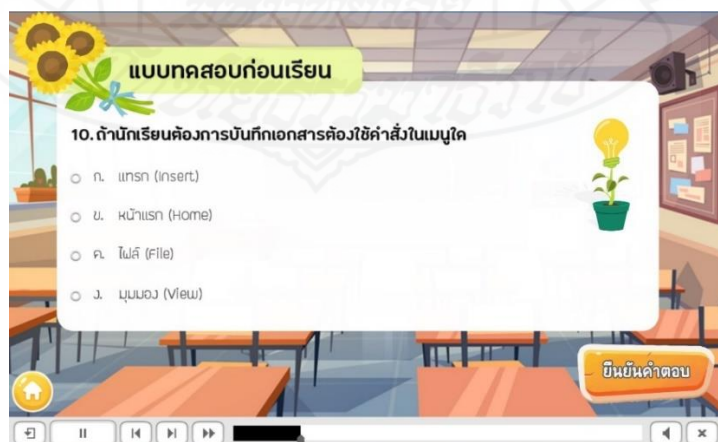 แบบทดสอบก่อนเรียน
10. ถ้านักเรียนต้องการบันทึกเอกสารต้องใช้คำสั่งในเมนูใด
ก. แทรก (Insert)
ข. หน้าแรก (Home)
ค. ไฟล์ (File)
ง. มุมมอง (View)
ยืนยันคำตอบ